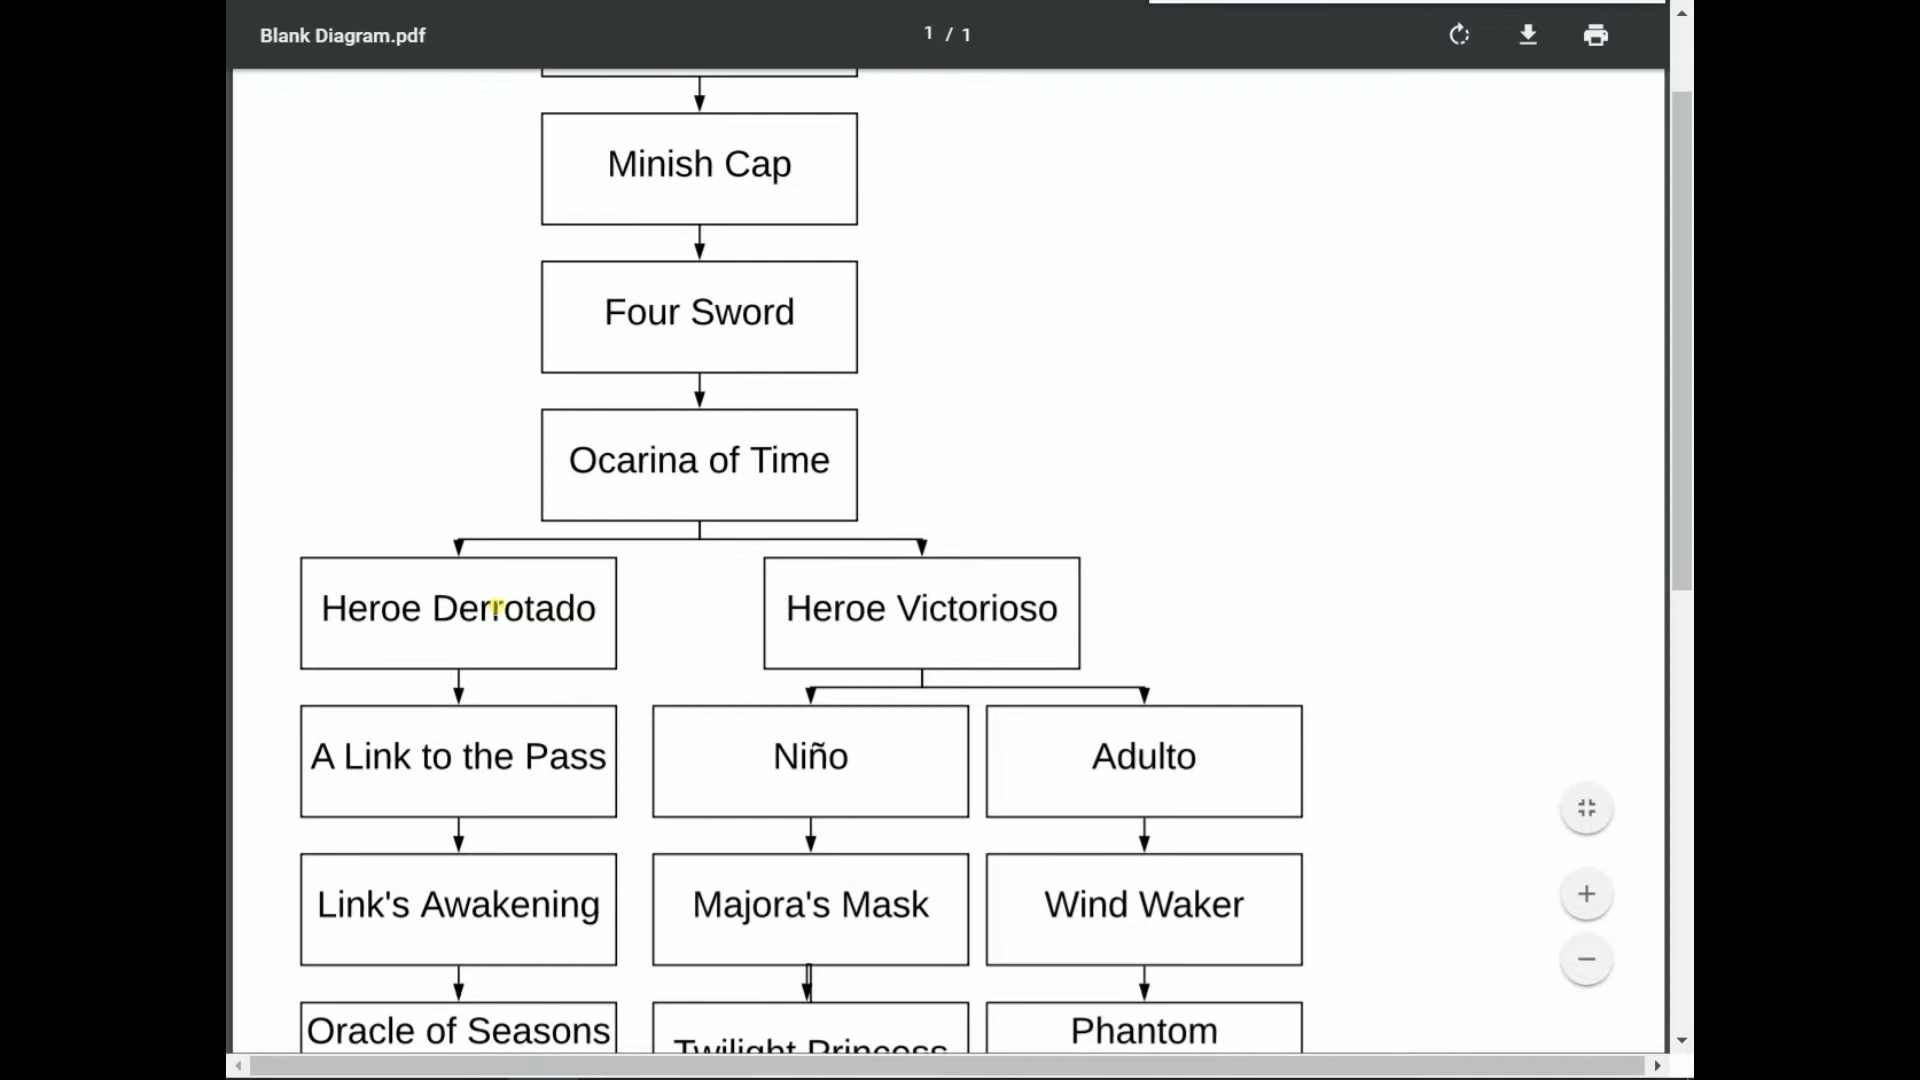 Blank Diagram.pdf
1 / 1
Minish Cap
Four Sword
Ocarina of Time
Heroe Derrotado
Heroe Victorioso
A Link to the Pass
Niño
Adulto
Link's Awakening
Majora's Mask
Wind Waker
Oracle of Seasons
Twilight Princess
Phantom